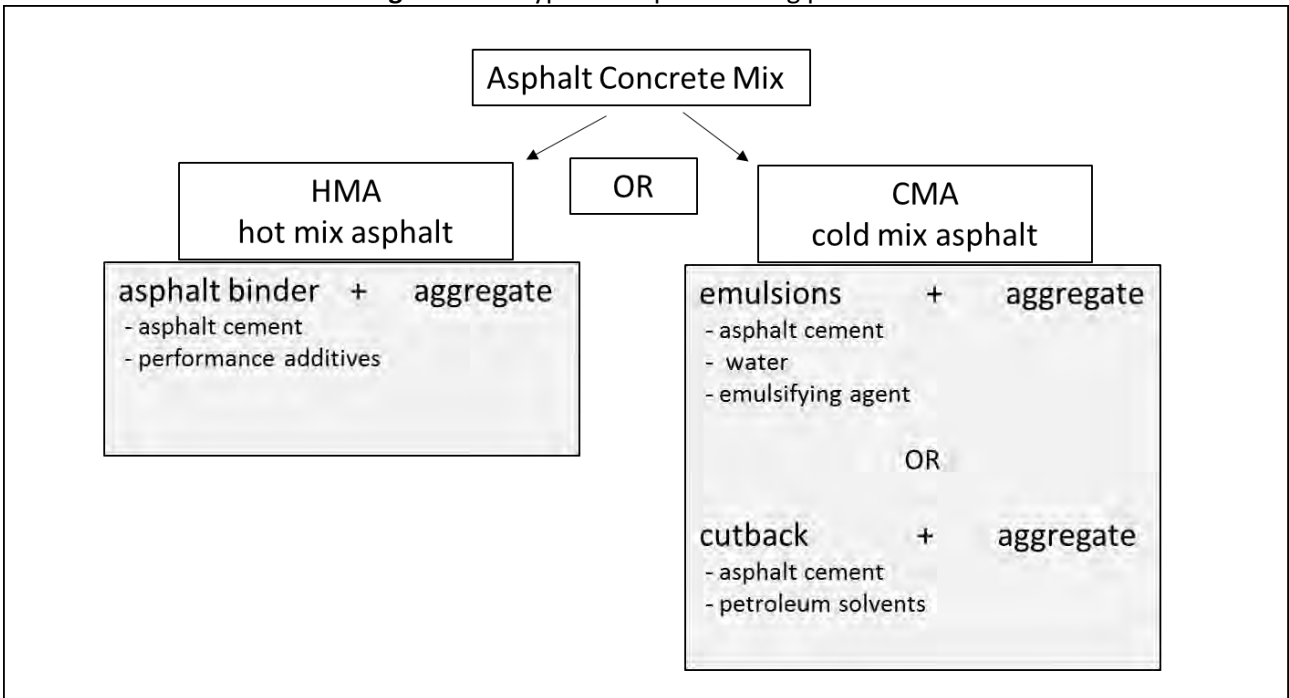 Asphalt Concrete Mix
HMA
hot mix asphalt
OR
CMA
cold mix asphalt
asphalt binder + aggregate
- asphalt cement
- performance additives
emulsions + aggregate
- asphalt cement
- water
- emulsifying agent
OR
cutback + aggregate
- asphalt cement
- petroleum solvents